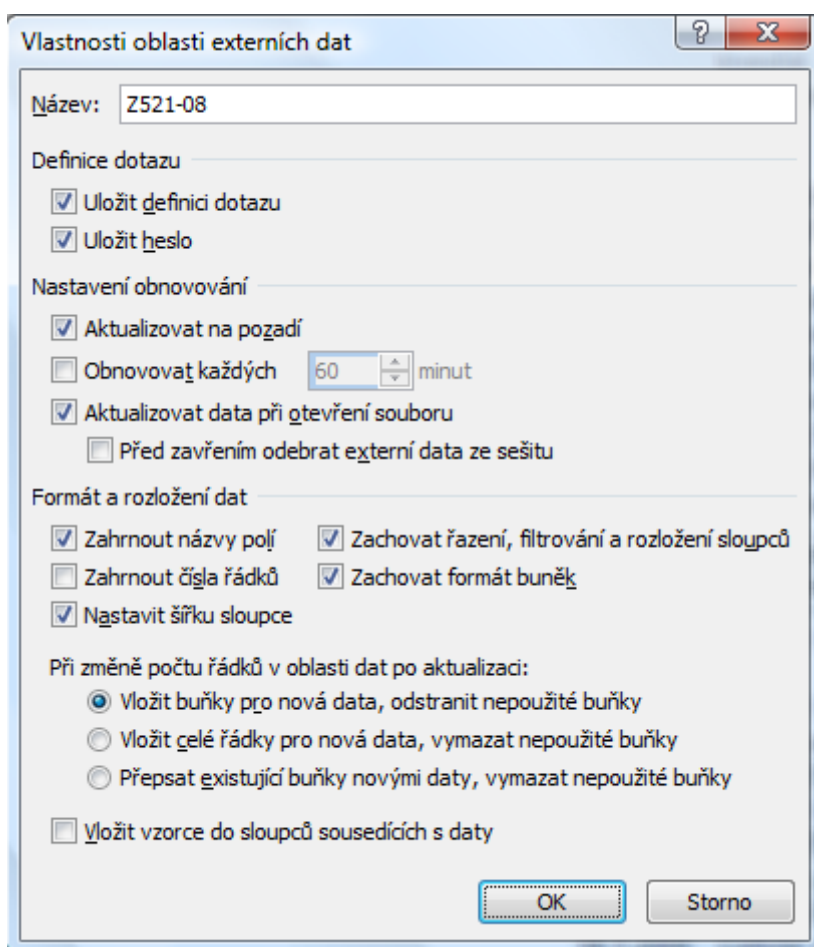 Vlastnosti oblasti externích dat
Název: Z521-08
Definice dotazu
Uložit definici dotazu
Uložit heslo
Nastavení obnovování
Aktualizovat na pozadí
Obnovovat každých 60 minut
Aktualizovat data při otevření souboru
Před zavřením odebrat externí data ze sešitu
Formát a rozložení dat
Zahrnout názvy polí Zachovat řazení, filtrování a rozložení sloupců
Zahrnout čísla řádků Zachovat formát buněk
Nastavit šířku sloupce
Při změně počtu řádků v oblasti dat po aktualizaci:
Vložit buňky pro nová data, odstranit nepoužité buňky
Vložit celé řádky pro nová data, vymazat nepoužité buňky
Přepsat existující buňky novými daty, vymazat nepoužité buňky
Vložit vzorce do sloupců sousedících s daty
OK Storno